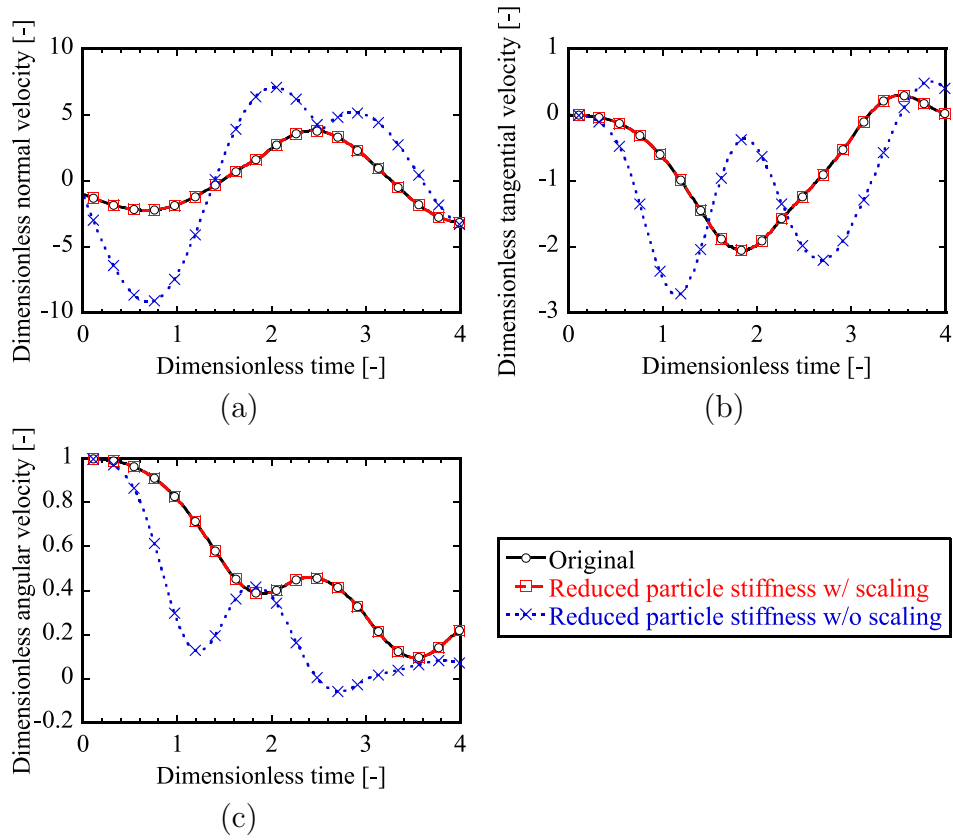 Dimensionless normal velocity [-]
10
5
0
-5
-10
0 1 2 3 4
Dimensionless time [-]
(a)
Dimensionless tangential velocity [-]
1
0
-1
-2
-3
0 1 2 3 4
Dimensionless time [-]
(b)
Dimensionless angular velocity [-]
1
0.8
0.6
0.4
0.2
0
-0.2
0 1 2 3 4
Dimensionless time [-]
(c)
Original
Reduced particle stiffness w/ scaling
Reduced particle stiffness w/o scaling